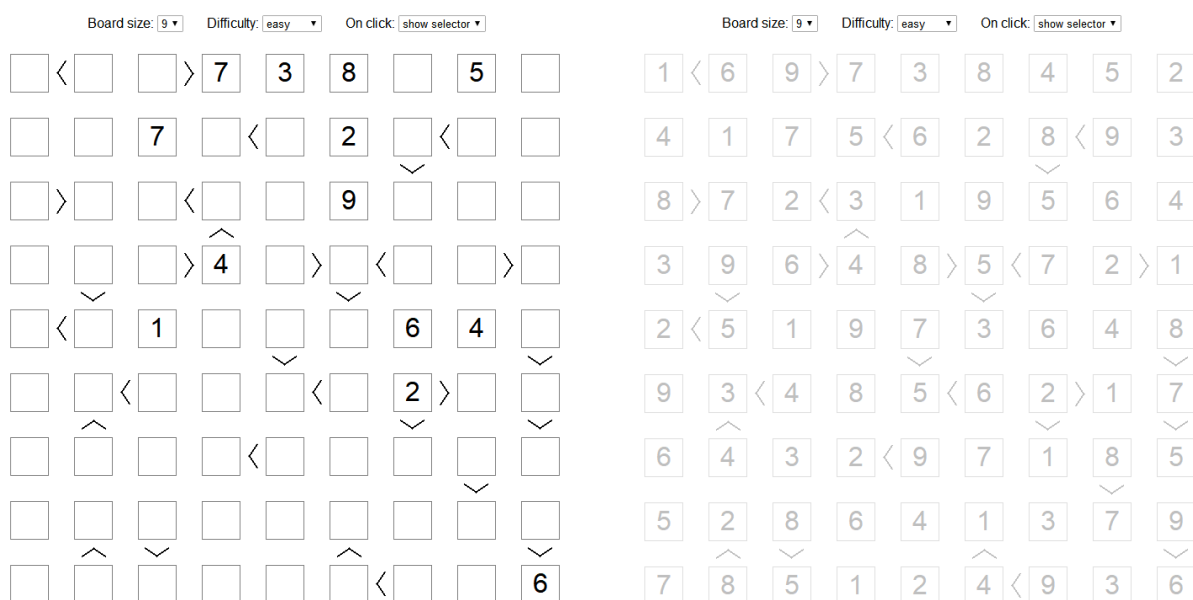 Board size: 9 Difficulty: easy On click: show selector
7 3 8 5
7 2
9
4
1 6 4
2
6
Board size: 9 Difficulty: easy On click: show selector
1 6 9 7 3 8 4 5 2
4 1 7 5 6 2 8 9 3
8 7 2 3 1 9 5 6 4
3 9 6 4 8 5 7 2 1
2 5 1 9 7 3 6 4 8
9 3 4 8 5 6 2 1 7
6 4 3 2 9 7 1 8 5
5 2 8 6 4 1 3 7 9
7 8 5 1 2 4 9 3 6